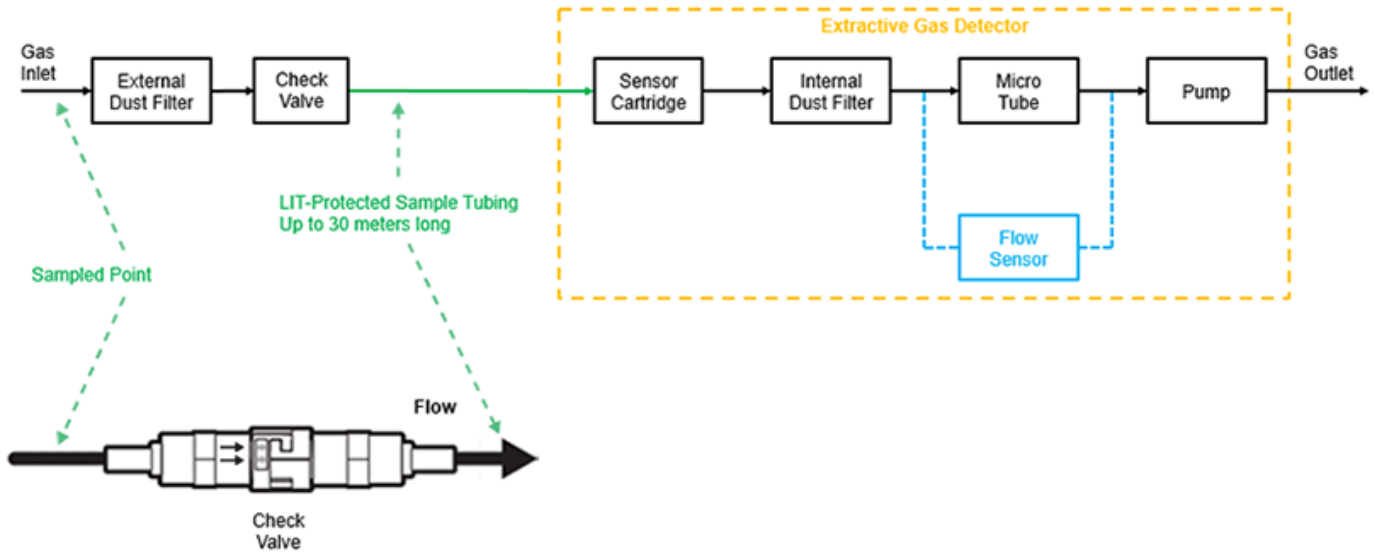 Extractive Gas Detector
Gas
Inlet
External
Dust Filter
Check
Valve
Sensor
Cartridge
Internal
Dust Filter
Micro
Tube
Pump
Gas
Outlet
LIT-Protected Sample Tubing
Up to 30 meters long
Flow
Sensor
Sampled Point
Flow
Check
Valve